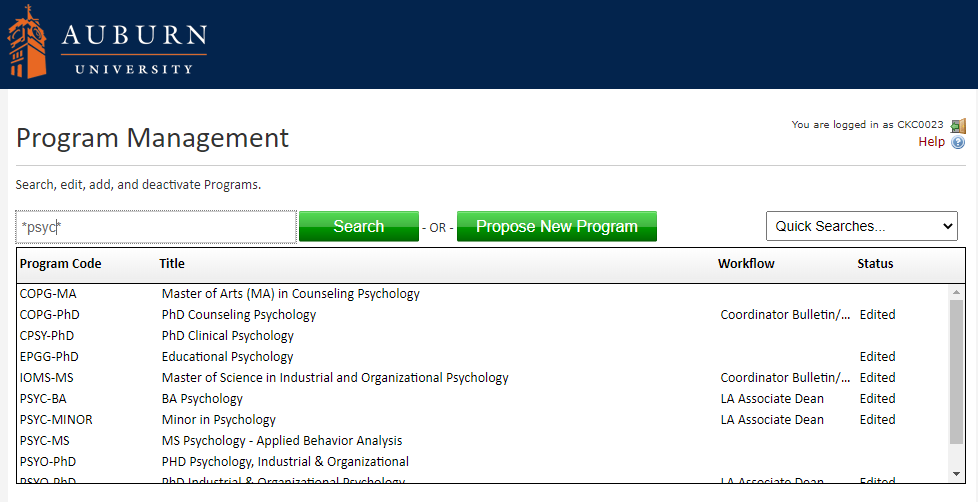 AUBURN
UNIVERSITY
Program Management
You are logged in as CKC0023
Help
Search, edit, add, and deactivate Programs.
*psyc* Search - OR - Propose New Program Quick Searches...
Program Code Title Workflow Status
COPG-MA Master of Arts (MA) in Counseling Psychology
COPG-PhD PhD Counseling Psychology Coordinator Bulletin/... Edited
CPSY-PhD PhD Clinical Psychology
EPGG-PhD Educational Psychology Edited
IOMS-MS Master of Science in Industrial and Organizational Psychology Coordinator Bulletin/... Edited
PSYC-BA BA Psychology LA Associate Dean Edited
PSYC-MINOR Minor in Psychology LA Associate Dean Edited
PSYC-MS MS Psychology - Applied Behavior Analysis
PSYO-PhD PHD Psychology, Industrial & Organizational
PSYO-PhD PhD Industrial & Organizational Psychology LA Associate Dean Edited